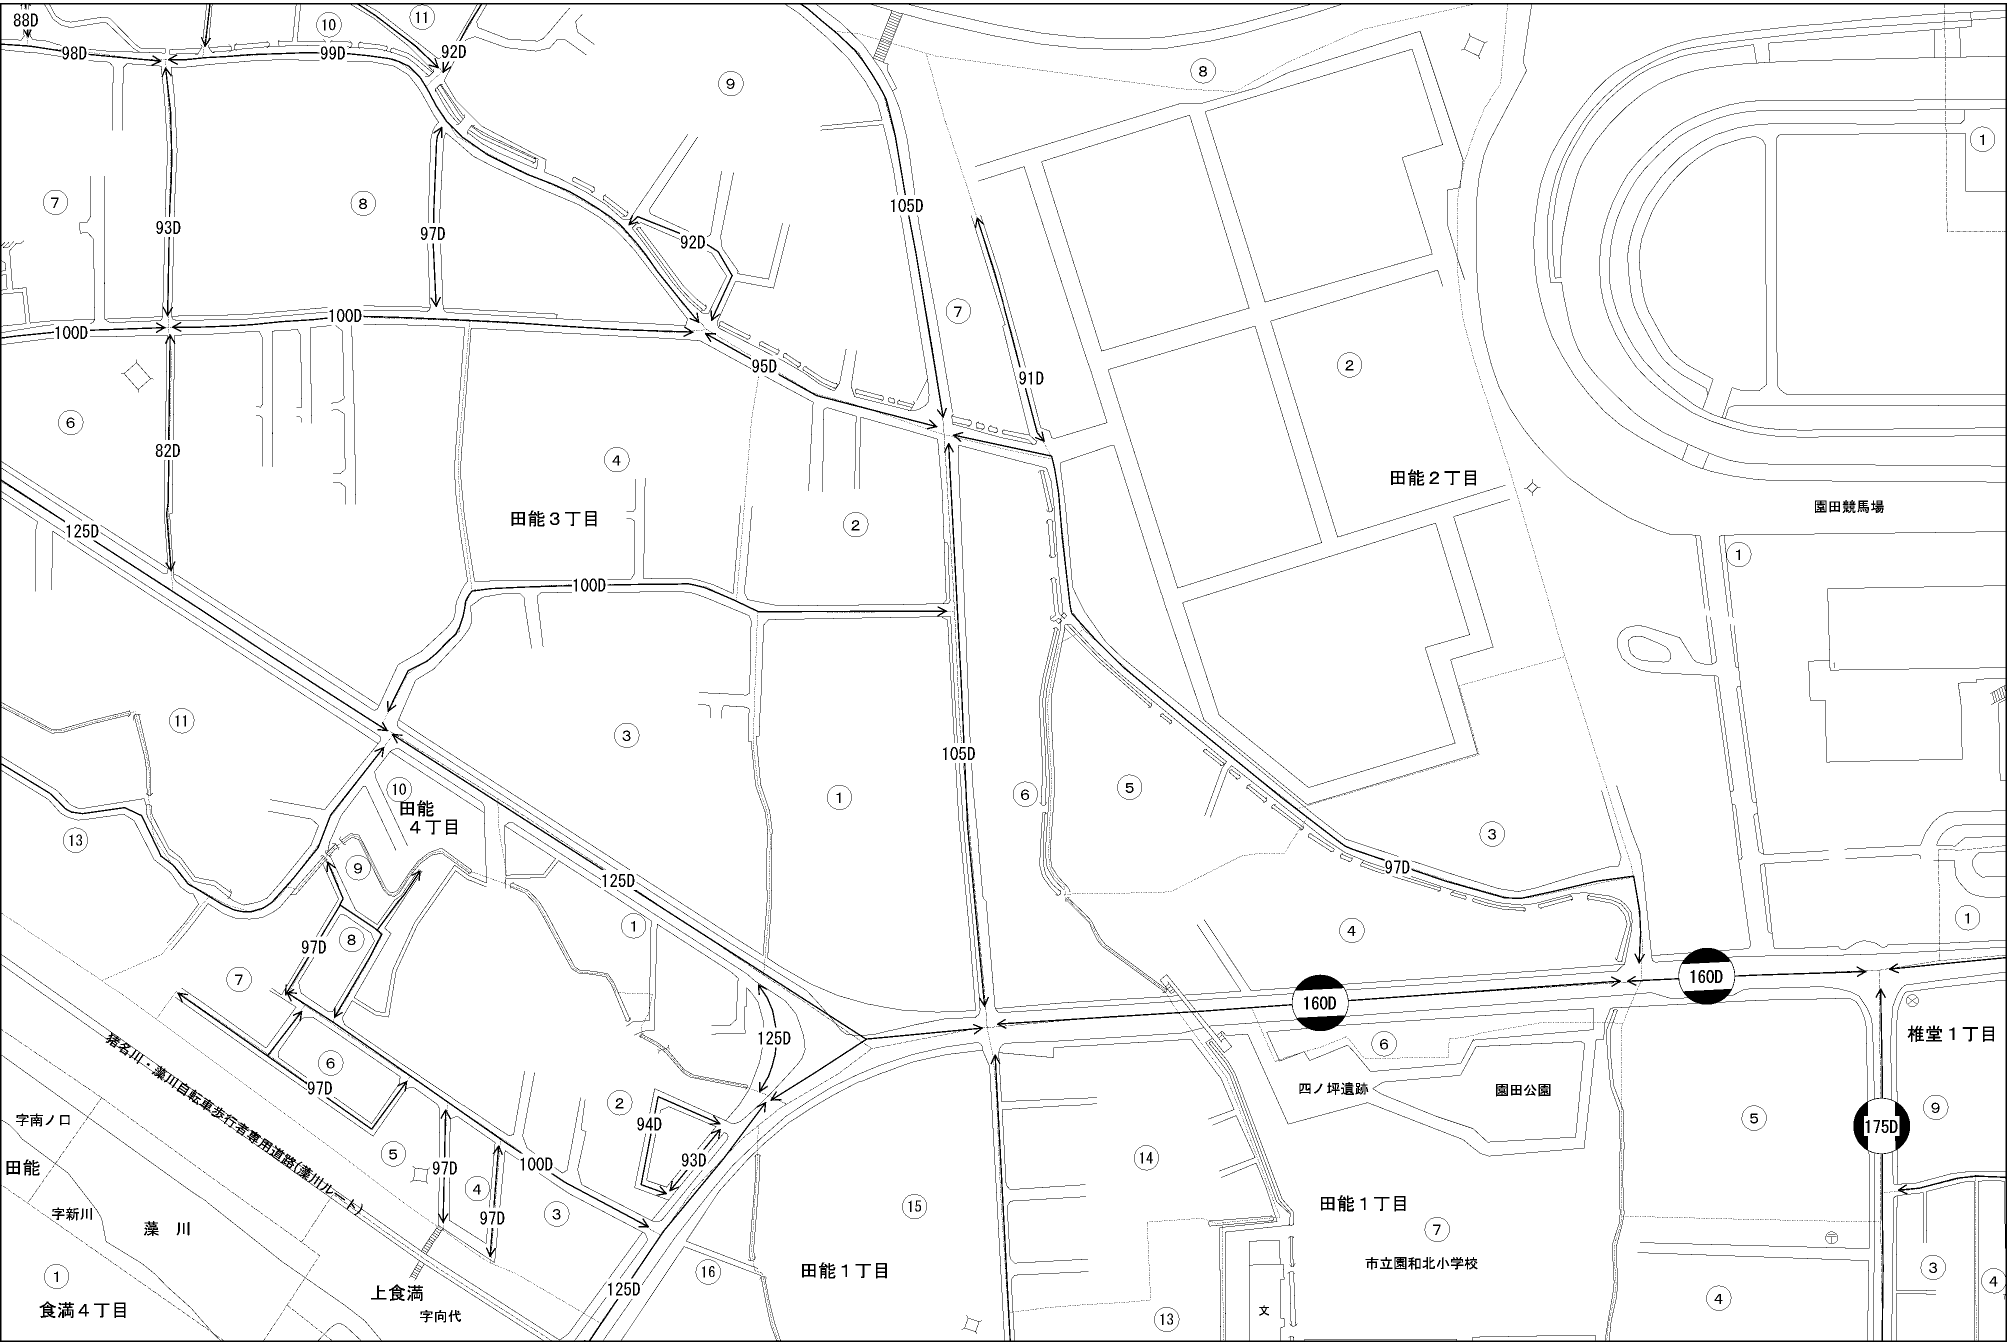 88D
⑩
⑪
98D
99D
92D
⑨
⑧
①
⑦
93D
⑧
97D
92D
105D
⑦
100D
100D
95D
91D
②
⑥
82D
④
②
125D
田能3丁目
田能2丁目
園田競馬場
①
100D
⑪
③
105D
⑥
⑤
①
⑩
田能
4丁目
⑬
③
⑨
125D
97D
①
⑧
97D
④
①
⑦
160D
160D
125D
猪名川・藻川自転車歩行者専用道路(藻川ルート)
⑥
⑥
椎堂1丁目
97D
四ノ坪遺跡
園田公園
字南ノ口
②
94D
⑤
175D
⑨
田能
⑤
97D
93D
⑭
④
100D
字新川
藻 川
97D
③
⑮
田能1丁目
⑦
①
食満4丁目
上食満
字向代
125D
⑯
田能1丁目
市立園和北小学校
〒
③
④
⑬
文
④